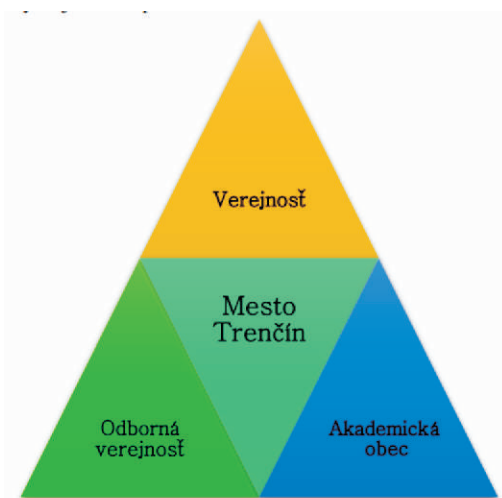 Verejnosť
Mesto
Trenčín
Odborná
verejnosť
Akademická
obec